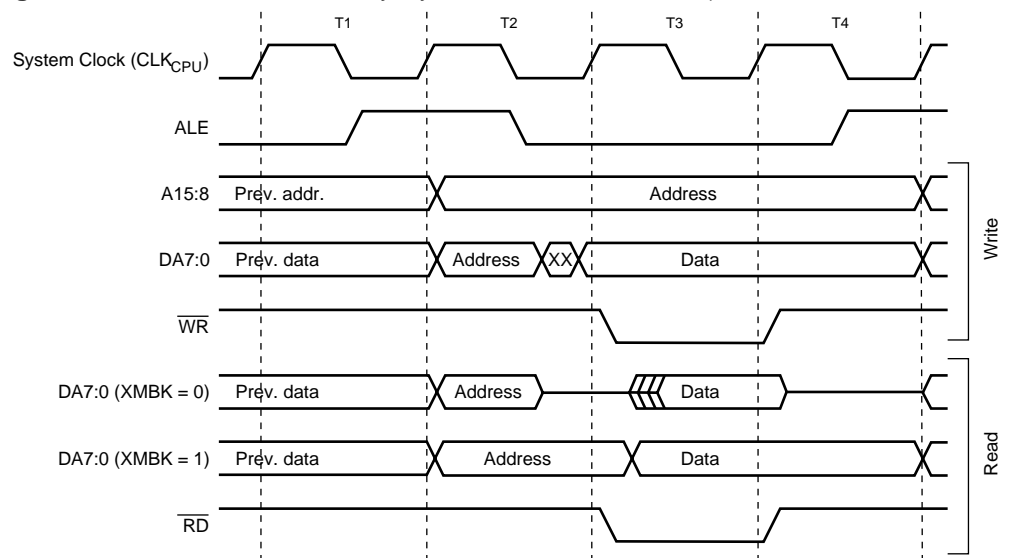 T1 T2 T3 T4
System Clock (CLKCPU)
ALE
A15:8 Prev. addr. Address
DA7:0 Prev. data Address XX Data
WR
Write
DA7:0 (XMBK = 0) Prev. data Address Data
DA7:0 (XMBK = 1) Prev. data Address Data
RD
Read